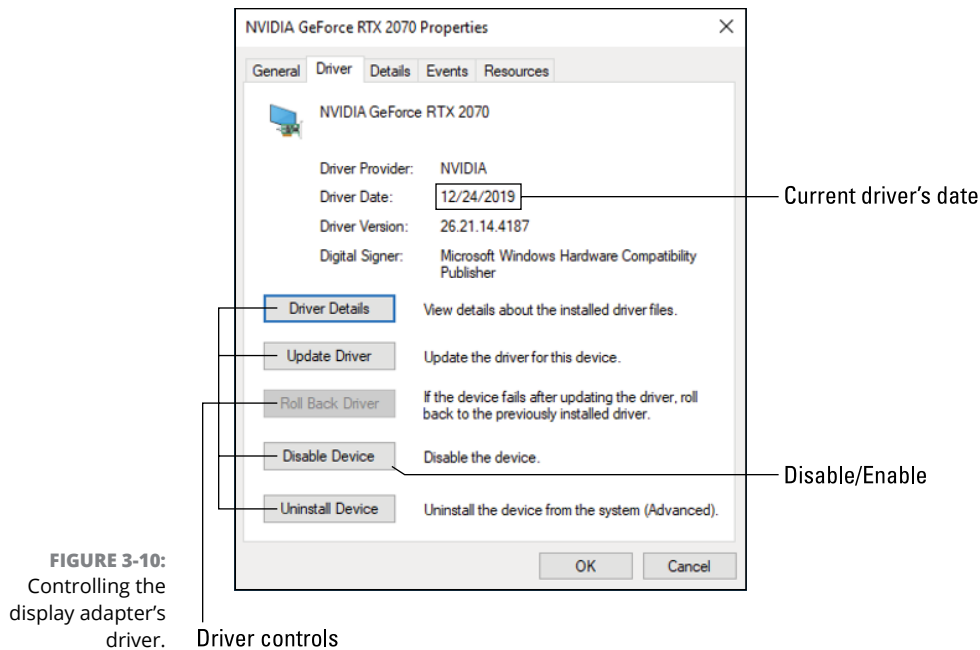 NVIDIA GeForce RTX 2070 Properties
General Driver Details Events Resources
NVIDIA GeForce RTX 2070
Driver Provider: NVIDIA
Driver Date: 12/24/2019
Current driver's date
Driver Version: 26.21.14.4187
Digital Signer: Microsoft Windows Hardware Compatibility
Publisher
Driver Details View details about the installed driver files.
Update Driver Update the driver for this device.
Roll Back Driver If the device fails after updating the driver, roll
back to the previously installed driver.
Disable Device Disable the device.
Disable/Enable
Uninstall Device Uninstall the device from the system (Advanced).
OK Cancel
FIGURE 3-10:
Controlling the
display adapter's
driver.
Driver controls